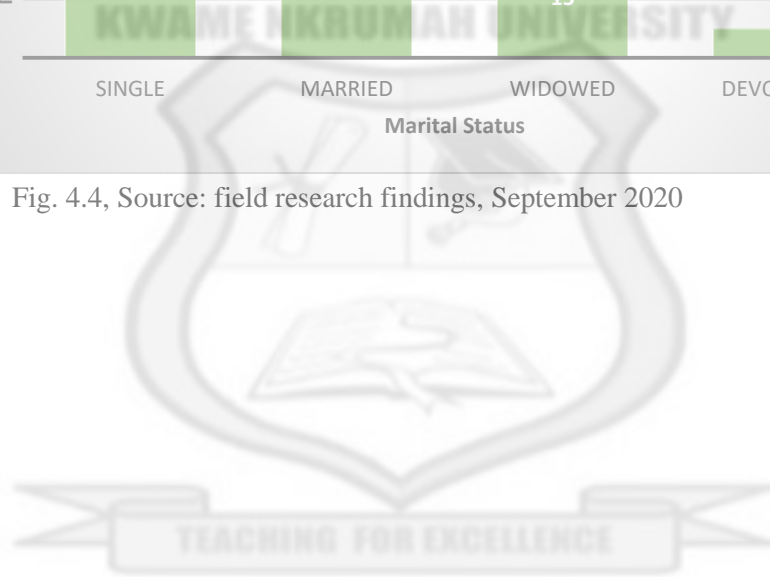 KWAME NKRUMAH UNIVERSITY
SINGLE MARRIED WIDOWED
Marital Status
Fig. 4.4, Source: field research findings, September 2020
TEACHING FOR EXCELLENCE